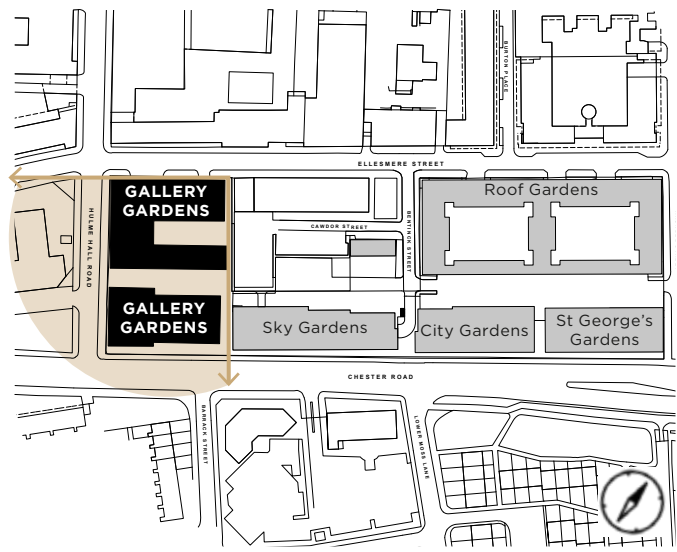 BURTON PLACE
ELLESMERE STREET
GALLERY
GARDENS
Roof Gardens
HULME HALL ROAD
CAWDOR STREET
BENTINCK STREET
GALLERY
GARDENS
Sky Gardens
City Gardens
St George's
Gardens
CHESTER ROAD
BARRACK STREET
LOWER MOSS LANE